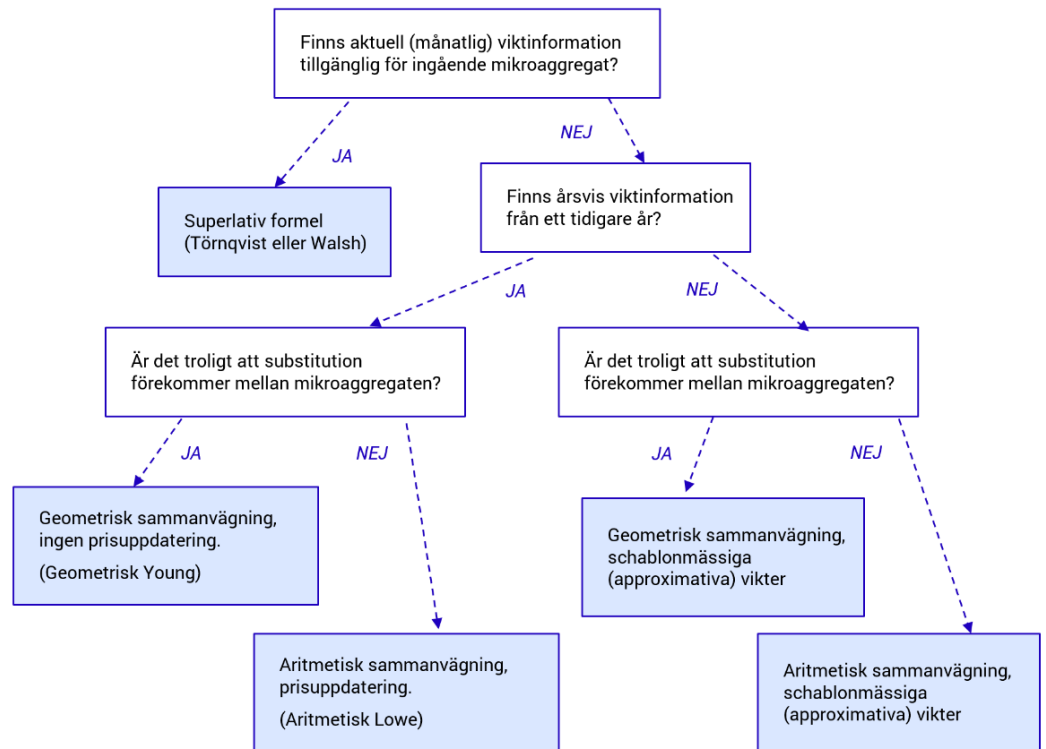 Finns aktuell (månatlig) viktinformation
tillgänglig för ingående mikroaggregat?
JA
NEJ
Superlativ formel
(Törnqvist eller Walsh)
Finns årsvis viktinformation
från ett tidigare år?
JA
NEJ
Är det troligt att substitution
förekommer mellan mikroaggregaten?
Är det troligt att substitution
förekommer mellan mikroaggregaten?
JA
NEJ
JA
NEJ
Geometrisk sammanvägning,
ingen prisuppdatering.
(Geometrisk Young)
Geometrisk sammanvägning,
schablonmässiga
(approximativa) vikter
Aritmetisk sammanvägning,
prisuppdatering.
(Aritmetisk Lowe)
Aritmetisk sammanvägning,
schablonmässiga
(approximativa) vikter